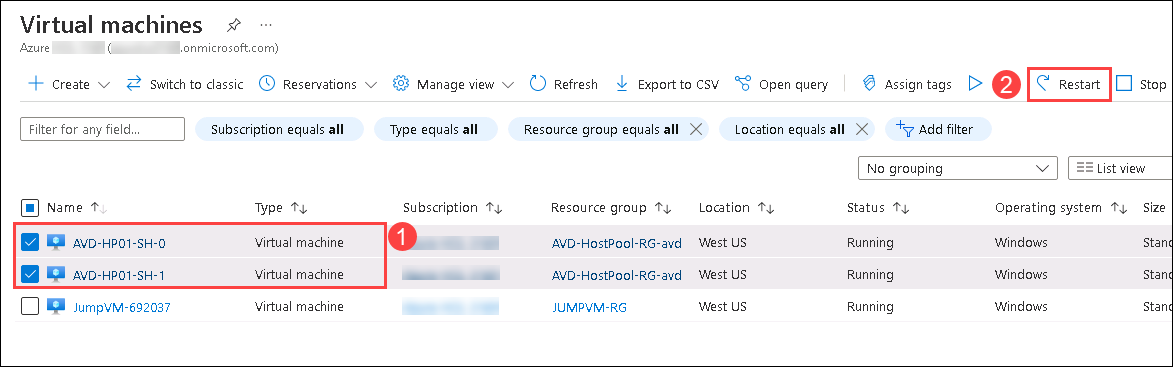 Virtual machines
Azure (.onmicrosoft.com)
Create Switch to classic Reservations Manage view Refresh Export to CSV Open query Assign tags 2 Restart Stop
Filter for any field... Subscription equals all Type equals all Resource group equals all Location equals all Add filter
No grouping List view
Name Type Subscription Resource group Location Status Operating system Size
AVD-HP01-SH-0 Virtual machine 1 AVD-HostPool-RG-avd West US Running Windows Stand
AVD-HP01-SH-1 Virtual machine AVD-HostPool-RG-avd West US Running Windows Stand
JumpVM-692037 Virtual machine JUMPVM-RG West US Running Windows Stand